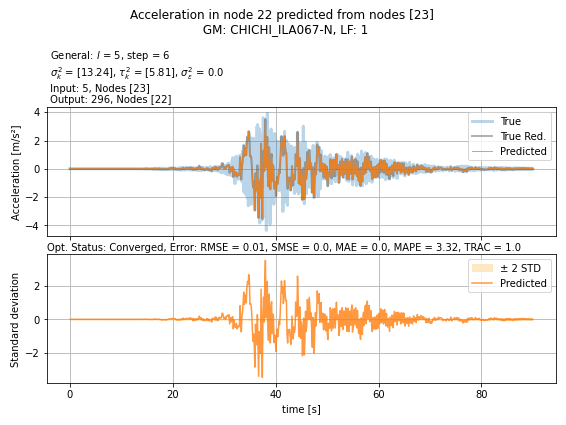 Acceleration in node 22 predicted from nodes [23]
GM: CHICHI_ILA067-N, LF: 1
General: l = 5, step = 6
σ²ₖ = [13.24], τ²ₖ = [5.81], σ²ε = 0.0
Input: 5, Nodes [23]
Output: 296, Nodes [22]
4
2
0
−2
−4
Acceleration [m/s²]
True
True Red.
Predicted
Opt. Status: Converged, Error: RMSE = 0.01, SMSE = 0.0, MAE = 0.0, MAPE = 3.32, TRAC = 1.0
2
0
−2
Standard deviation
± 2 STD
Predicted
0 20 40 60 80
time [s]